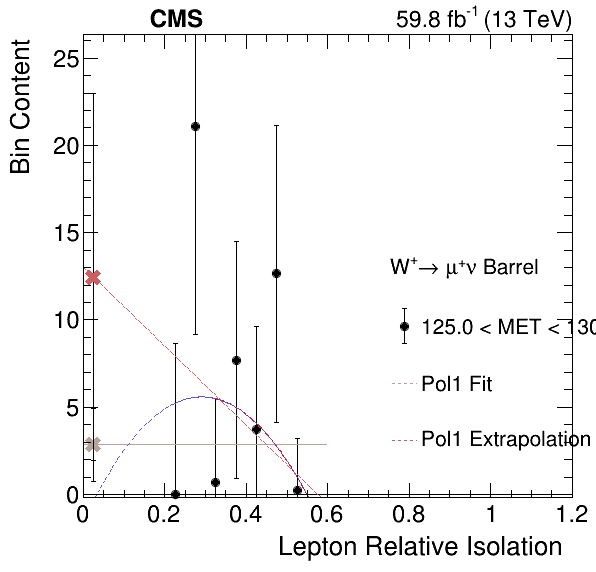 CMS 59.8 fb⁻¹ (13 TeV)
Bin Content
25
20
15
10
5
0
W⁺→ μ⁺ν Barrel
125.0 < MET < 130
Pol1 Fit
Pol1 Extrapolation
0 0.2 0.4 0.6 0.8 1 1.2
Lepton Relative Isolation